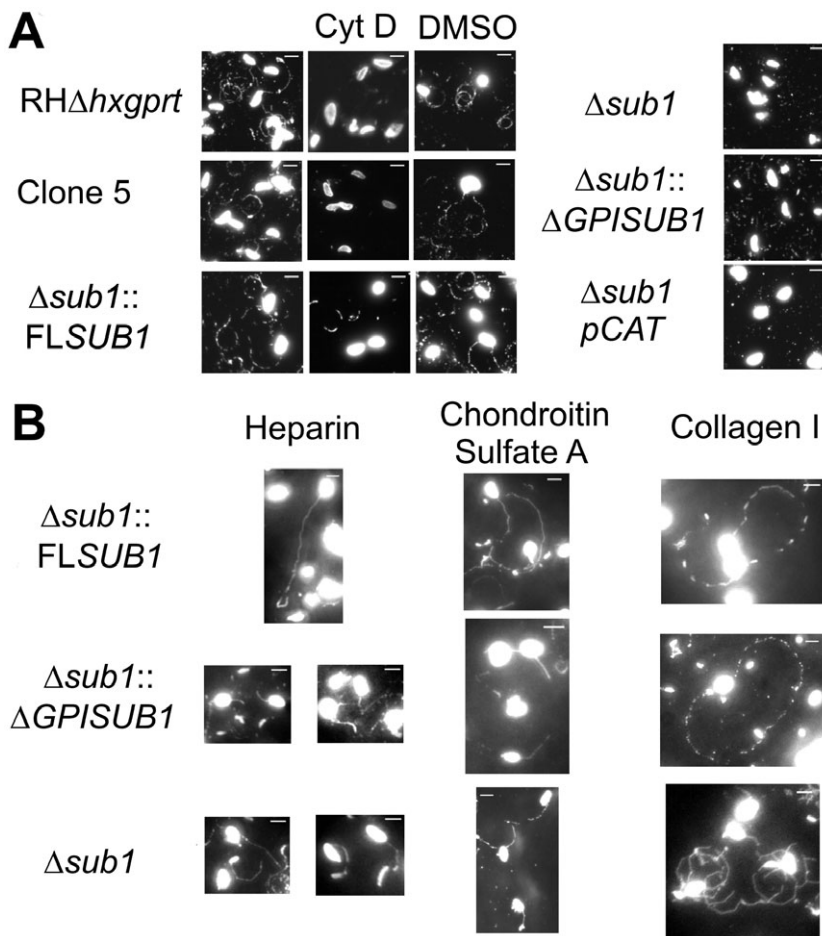 A
Cyt D
DMSO
RHΔhxgprt
Δsub1
Clone 5
Δsub1::
ΔGPISUB1
Δsub1::
FLSUB1
Δsub1
pCAT
B
Heparin
Chondroitin
Sulfate A
Collagen I
Δsub1::
FLSUB1
Δsub1::
ΔGPISUB1
Δsub1